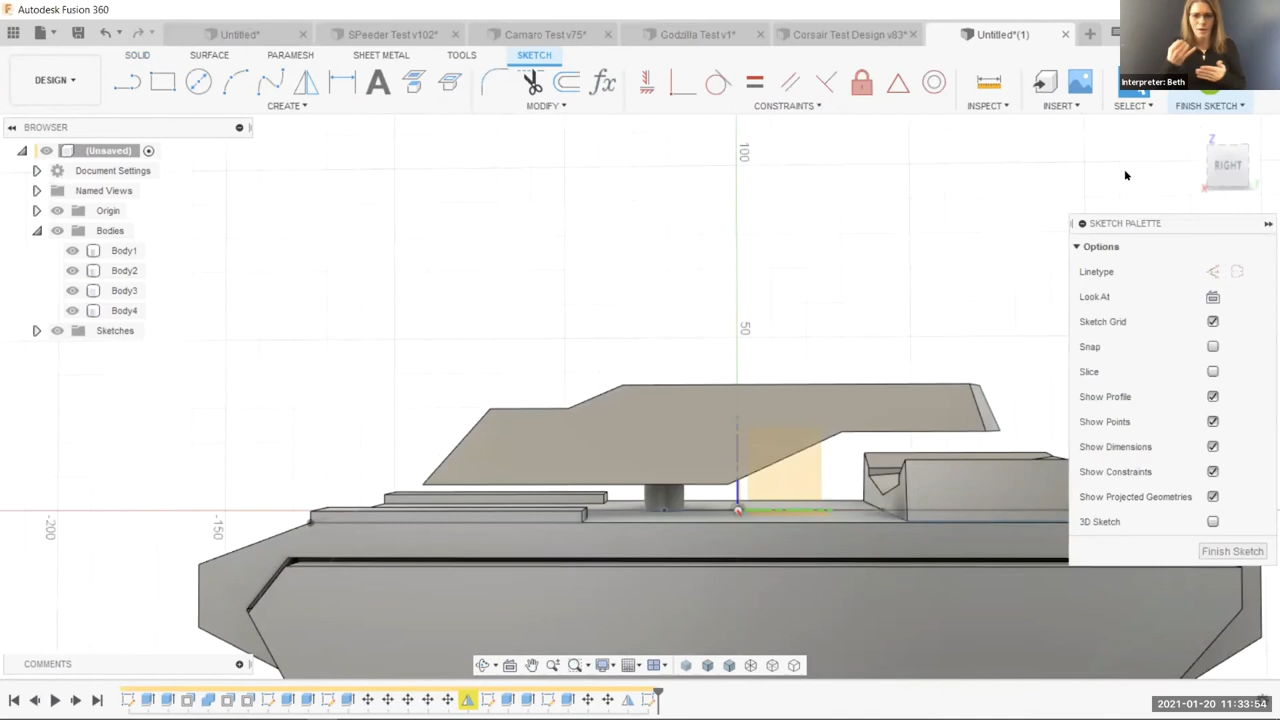 Autodesk Fusion 360
Untitled*
SPeeder Test v102*
Camaro Test v75*
Godzilla Test v1*
Corsair Test Design v83*
Untitled*(1)
Interpreter: Beth
DESIGN
SOLID
SURFACE
PARAMESH
SHEET METAL
TOOLS
SKETCH
A
fx
CREATE
MODIFY
CONSTRAINTS
INSPECT
INSERT
SELECT
FINISH SKETCH
BROWSER
(Unsaved)
Document Settings
Named Views
Origin
Bodies
Body1
Body2
Body3
Body4
Sketches
100
50
-150
-200
Z
RIGHT
X
Y
SKETCH PALETTE
Options
Linetype
Look At
Sketch Grid
Snap
Slice
Show Profile
Show Points
Show Dimensions
Show Constraints
Show Projected Geometries
3D Sketch
Finish Sketch
COMMENTS
2021-01-20 11:33:54